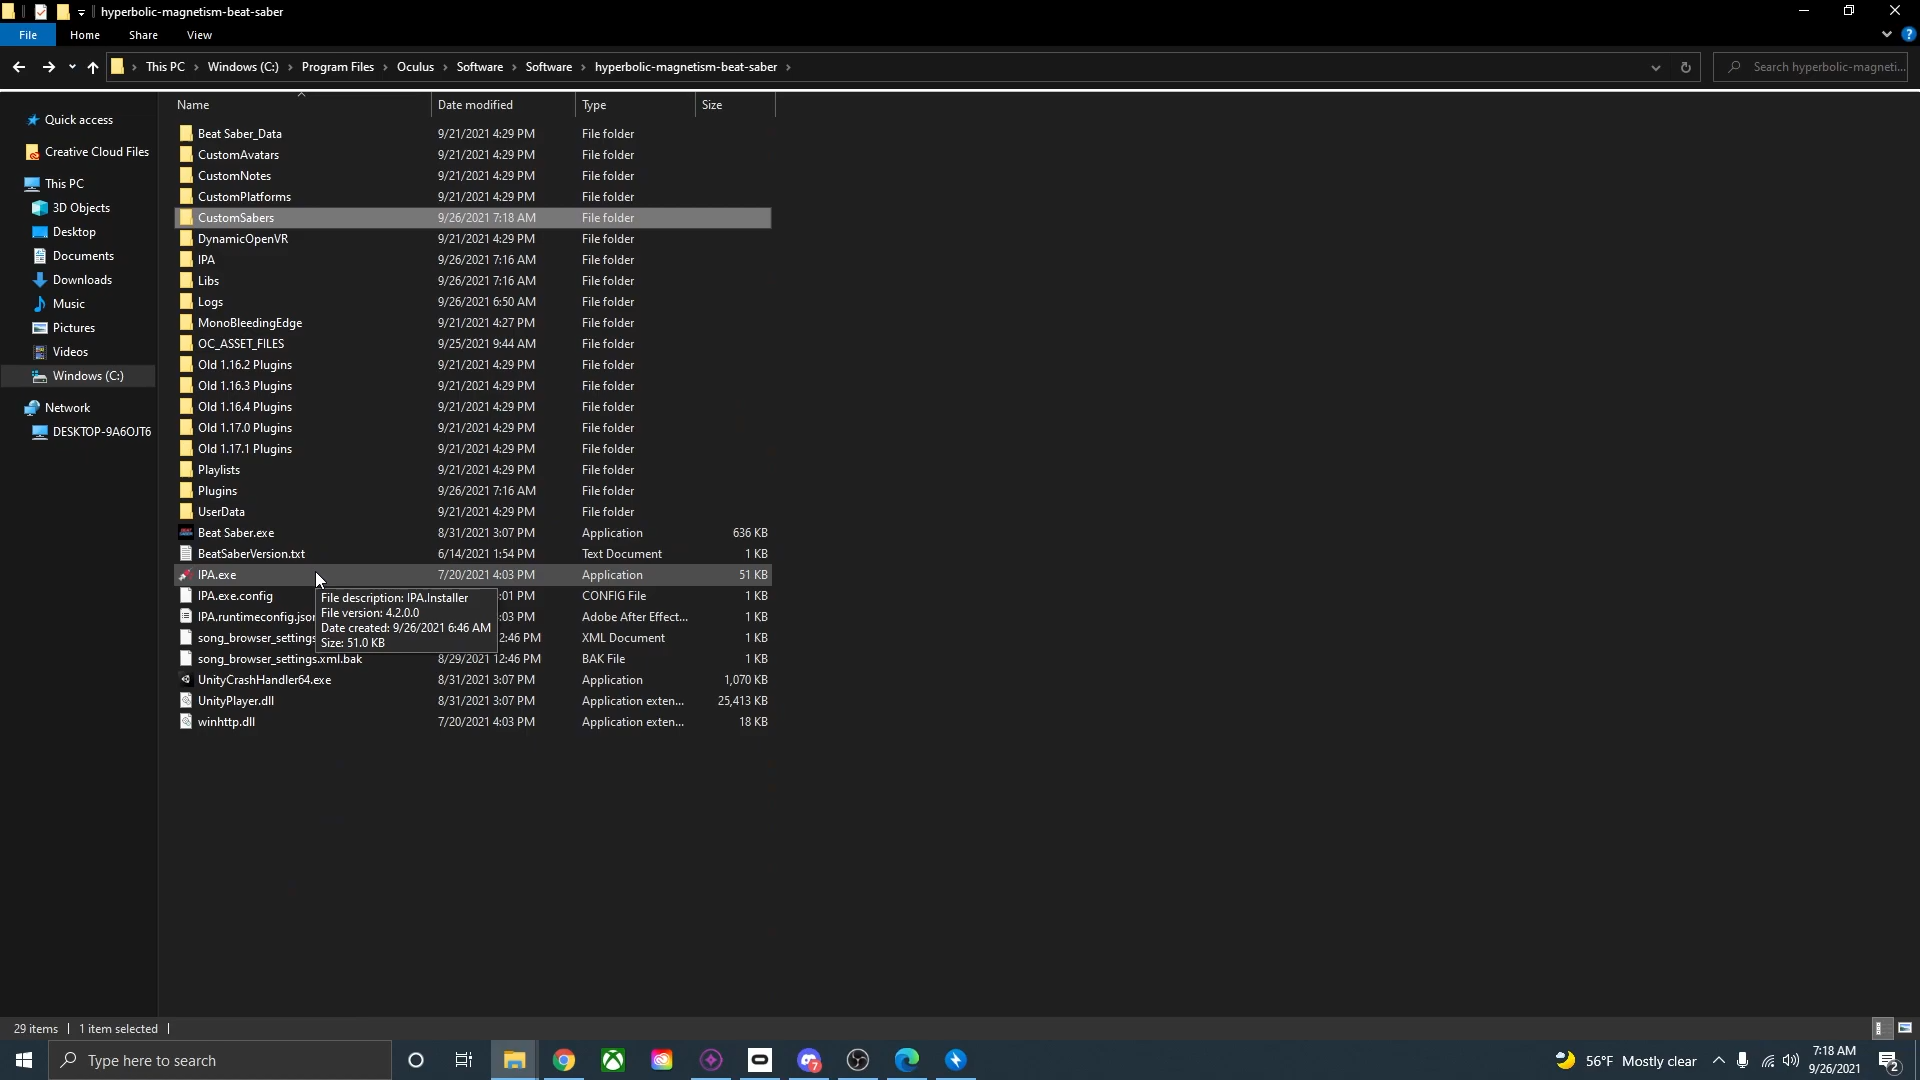 hyperbolic-magnetism-beat-saber
File Home Share View
This PC Windows (C:) Program Files Oculus Software Software hyperbolic-magnetism-beat-saber
Search hyperbolic-magneti...
Name Date modified Type Size
Quick access
Creative Cloud Files
This PC
3D Objects
Desktop
Documents
Downloads
Music
Pictures
Videos
Windows (C:)
Network
DESKTOP-9A6OJT6
Beat Saber_Data 9/21/2021 4:29 PM File folder
CustomAvatars 9/21/2021 4:29 PM File folder
CustomNotes 9/21/2021 4:29 PM File folder
CustomPlatforms 9/21/2021 4:29 PM File folder
CustomSabers 9/26/2021 7:18 AM File folder
DynamicOpenVR 9/21/2021 4:29 PM File folder
IPA 9/26/2021 7:16 AM File folder
Libs 9/26/2021 7:16 AM File folder
Logs 9/26/2021 6:50 AM File folder
MonoBleedingEdge 9/21/2021 4:27 PM File folder
OC_ASSET_FILES 9/25/2021 9:44 AM File folder
Old 1.16.2 Plugins 9/21/2021 4:29 PM File folder
Old 1.16.3 Plugins 9/21/2021 4:29 PM File folder
Old 1.16.4 Plugins 9/21/2021 4:29 PM File folder
Old 1.17.0 Plugins 9/21/2021 4:29 PM File folder
Old 1.17.1 Plugins 9/21/2021 4:29 PM File folder
Playlists 9/21/2021 4:29 PM File folder
Plugins 9/26/2021 7:16 AM File folder
UserData 9/21/2021 4:29 PM File folder
Beat Saber.exe 8/31/2021 3:07 PM Application 636 KB
BeatSaberVersion.txt 6/14/2021 1:54 PM Text Document 1 KB
IPA.exe 7/20/2021 4:03 PM Application 51 KB
IPA.exe.config :01 PM CONFIG File 1 KB
IPA.runtimeconfig.json :03 PM Adobe After Effect... 1 KB
song_browser_settings 2:46 PM XML Document 1 KB
song_browser_settings.xml.bak 8/29/2021 12:46 PM BAK File 1 KB
UnityCrashHandler64.exe 8/31/2021 3:07 PM Application 1,070 KB
UnityPlayer.dll 8/31/2021 3:07 PM Application exten... 25,413 KB
winhttp.dll 7/20/2021 4:03 PM Application exten... 18 KB
File description: IPA.Installer
File version: 4.2.0.0
Date created: 9/26/2021 6:46 AM
Size: 51.0 KB
29 items 1 item selected
Type here to search
7
56°F Mostly clear
7:18 AM
9/26/2021
2